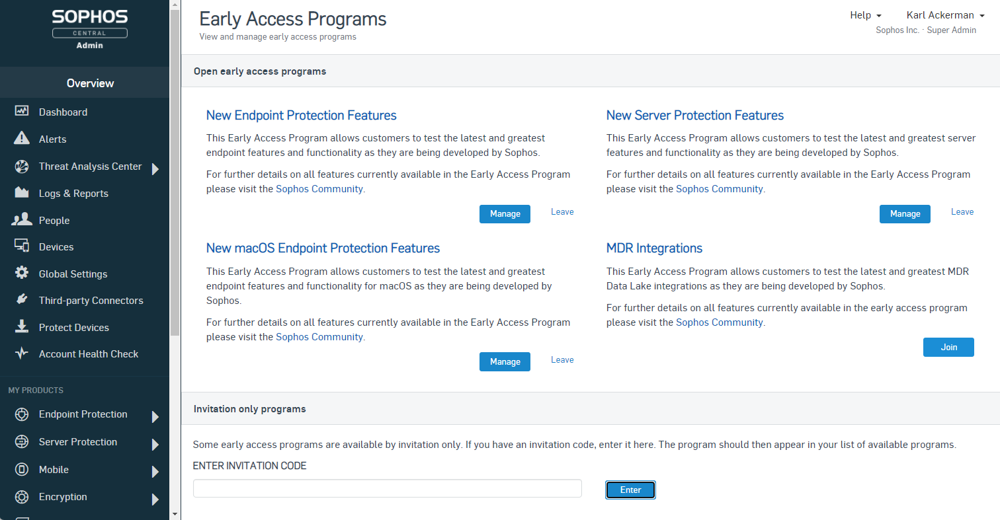 SOPHOS
CENTRAL
Admin
Overview
Dashboard
Alerts
Threat Analysis Center
Logs & Reports
People
Devices
Global Settings
Third-party Connectors
Protect Devices
Account Health Check
MY PRODUCTS
Endpoint Protection
Server Protection
Mobile
Encryption
Early Access Programs
View and manage early access programs
Help
Karl Ackerman
Sophos Inc. · Super Admin
Open early access programs
New Endpoint Protection Features
This Early Access Program allows customers to test the latest and greatest
endpoint features and functionality as they are being developed by Sophos.
For further details on all features currently available in the Early Access Program
please visit the Sophos Community.
Manage
Leave
New Server Protection Features
This Early Access Program allows customers to test the latest and greatest server
features and functionality as they are being developed by Sophos.
For further details on all features currently available in the Early Access Program
please visit the Sophos Community.
Manage
Leave
New macOS Endpoint Protection Features
This Early Access Program allows customers to test the latest and greatest
endpoint features and functionality for macOS as they are being developed by
Sophos.
For further details on all features currently available in the Early Access Program
please visit the Sophos Community.
Manage
Leave
MDR Integrations
This Early Access Program allows customers to test the latest and greatest MDR
Data Lake integrations as they are being developed by Sophos.
For further details on all features currently available in the early access program
please visit the Sophos Community.
Join
Invitation only programs
Some early access programs are available by invitation only. If you have an invitation code, enter it here. The program should then appear in your list of available programs.
ENTER INVITATION CODE
Enter